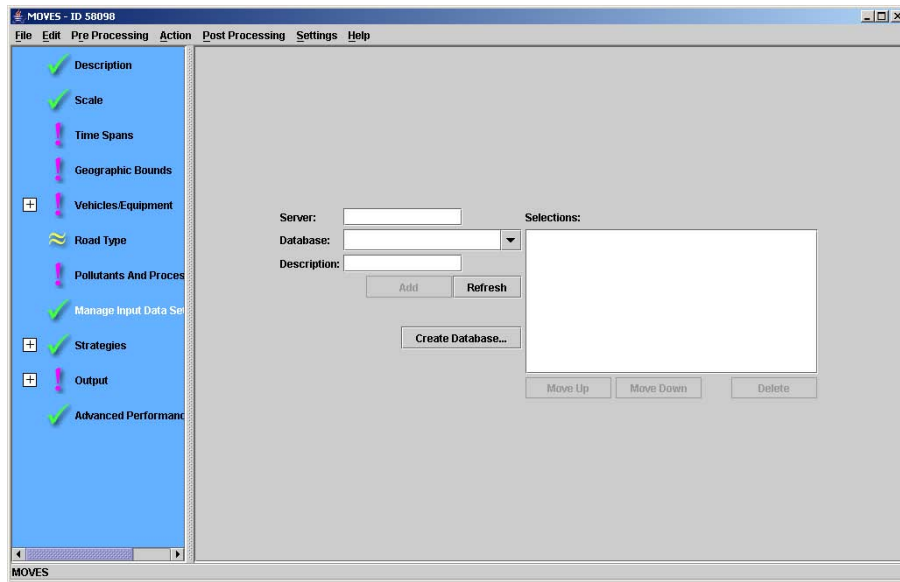 MOVES - ID 58098
File Edit Pre Processing Action Post Processing Settings Help
Description
Scale
Time Spans
Geographic Bounds
Vehicles/Equipment
Road Type
Pollutants And Proces
Manage Input Data Set
Strategies
Output
Advanced Performanc
Server:
Database:
Description:
Add Refresh
Create Database...
Selections:
Move Up Move Down Delete
MOVES